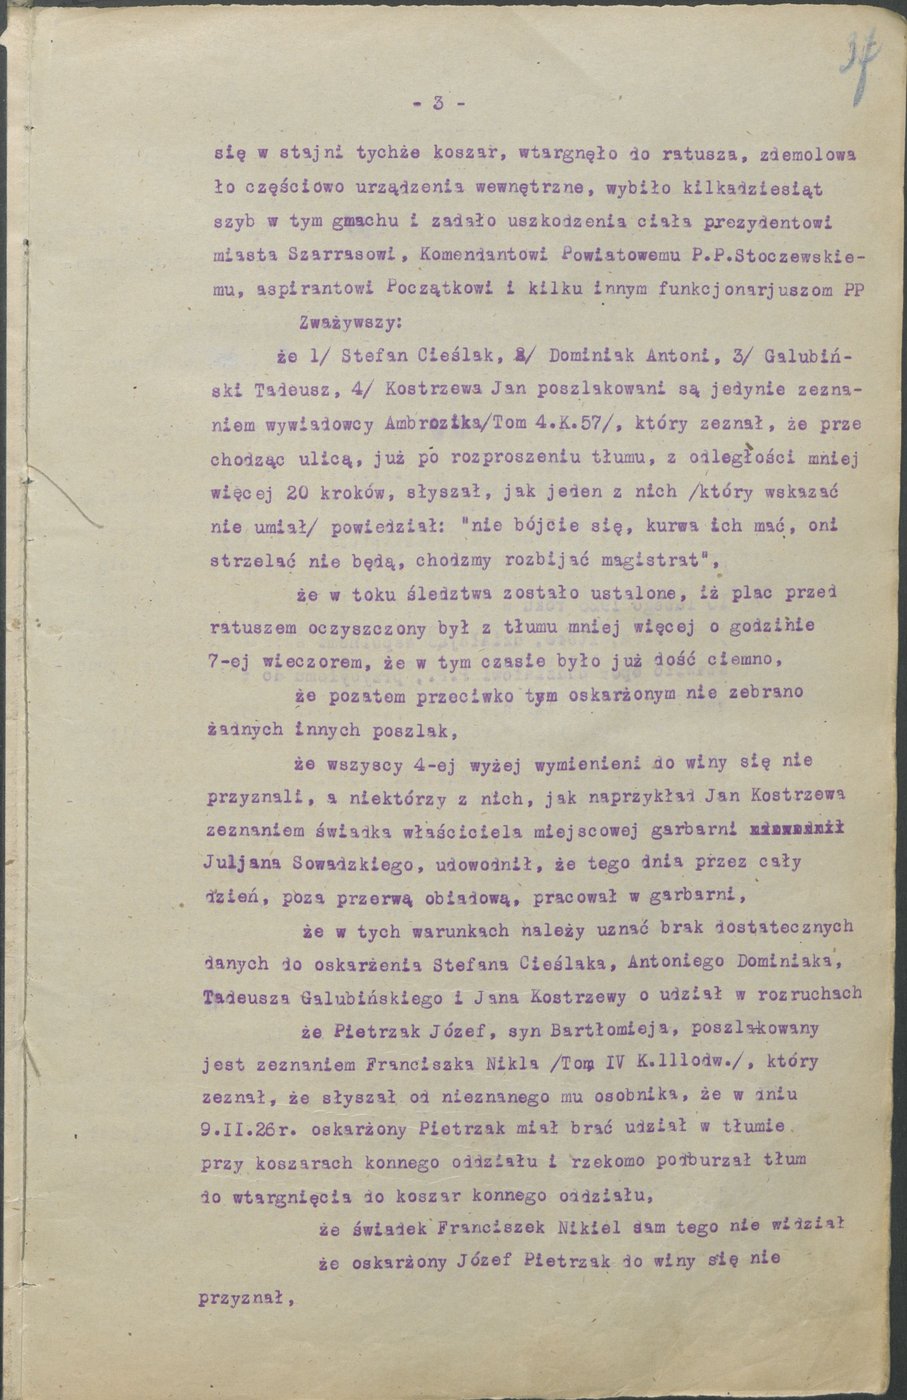 - 3 -
się w stajni tychże koszar, wtargnęło do ratusza, zdemolowa
ło częściowo urządzenia wewnętrzne, wybiło kilkadziesiąt
szyb w tym gmachu i zadało uszkodzenia ciała prezydentowi
miasta Szarrasowi, Komendantowi Powiatowemu P.P.Stoczewskie-
mu, aspirantowi Początkowi i kilku innym funkcjonarjuszom PP
Zważywszy:
że 1/ Stefan Cieślak, 2/ Dominiak Antoni, 3/ Galubiń-
ski Tadeusz, 4/ Kostrzewa Jan poszlakowani są jedynie zezna-
niem wywiadowcy Ambrozika/Tom 4.K.57/, który zeznał, że prze
chodząc ulicą, już po rozproszeniu tłumu, z odległości mniej
więcej 20 kroków, słyszał, jak jeden z nich /który wskazać
nie umiał/ powiedział: "nie bójcie się, kurwa ich mać, oni
strzelać nie będą, chodzmy rozbijać magistrat",
że w toku śledztwa zostało ustalone, iż plac przed
ratuszem oczyszczony był z tłumu mniej więcej o godzinie
7-ej wieczorem, że w tym czasie było już dość ciemno,
że pozatem przeciwko tym oskarżonym nie zebrano
żadnych innych poszlak,
że wszyscy 4-ej wyżej wymienieni do winy się nie
przyznali, a niektórzy z nich, jak naprzykład Jan Kostrzewa
zeznaniem świadka właściciela miejscowej garbarni
Juljana Sowadzkiego, udowodnił, że tego dnia przez cały
dzień, poza przerwą obiadową, pracował w garbarni,
że w tych warunkach należy uznać brak dostatecznych
danych do oskarżenia Stefana Cieślaka, Antoniego Dominiaka,
Tadeusza Galubińskiego i Jana Kostrzewy o udział w rozruchach
że Pietrzak Józef, syn Bartłomieja, poszlakowany
jest zeznaniem Franciszka Nikla /Tom IV K.111odw./, który
zeznał, że słyszał od nieznanego mu osobnika, że w dniu
9.II.26r. oskarżony Pietrzak miał brać udział w tłumie
przy koszarach konnego oddziału i rzekomo podburzał tłum
do wtargnięcia do koszar konnego oddziału,
że świadek Franciszek Nikiel sam tego nie widział
że oskarżony Józef Pietrzak do winy się nie
przyznał,